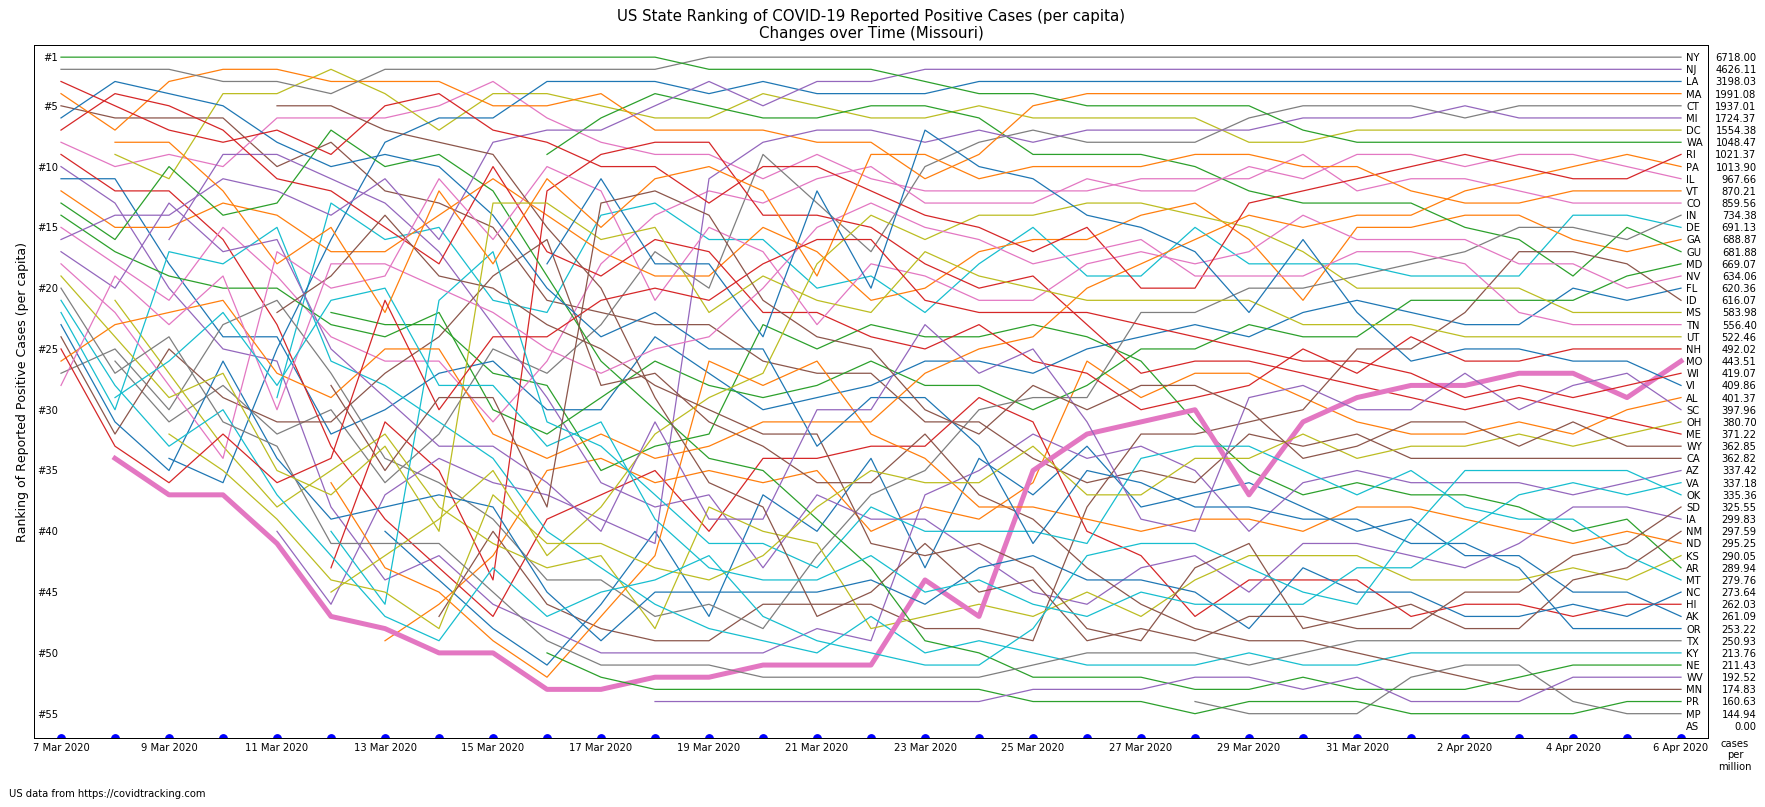 US State Ranking of COVID-19 Reported Positive Cases (per capita)
Changes over Time (Missouri)
Ranking of Reported Positive Cases (per capita)
#1
#5
#10
#15
#20
#25
#30
#35
#40
#45
#50
#55
NY 6718.00
NJ 4626.11
LA 3198.03
MA 1991.08
CT 1937.01
MI 1724.37
DC 1554.38
WA 1048.47
RI 1021.37
PA 1013.90
IL 967.66
VT 870.21
CO 859.56
IN 734.38
DE 691.13
GA 688.87
GU 681.88
MD 669.07
NV 634.06
FL 620.36
ID 616.07
MS 583.98
TN 556.40
UT 522.46
NH 492.02
MO 443.51
WI 419.07
VI 409.86
AL 401.37
SC 397.96
OH 380.70
ME 371.22
WY 362.85
CA 362.82
AZ 337.42
VA 337.18
OK 335.36
SD 325.55
IA 299.83
NM 297.59
ND 295.25
KS 290.05
AR 289.94
MT 279.76
NC 273.64
HI 262.03
AK 261.09
OR 253.22
TX 250.93
KY 213.76
NE 211.43
WV 192.52
MN 174.83
PR 160.63
MP 144.94
AS 0.00
7 Mar 2020 9 Mar 2020 11 Mar 2020 13 Mar 2020 15 Mar 2020 17 Mar 2020 19 Mar 2020 21 Mar 2020 23 Mar 2020 25 Mar 2020 27 Mar 2020 29 Mar 2020 31 Mar 2020 2 Apr 2020 4 Apr 2020 6 Apr 2020
cases
per
million
US data from https://covidtracking.com